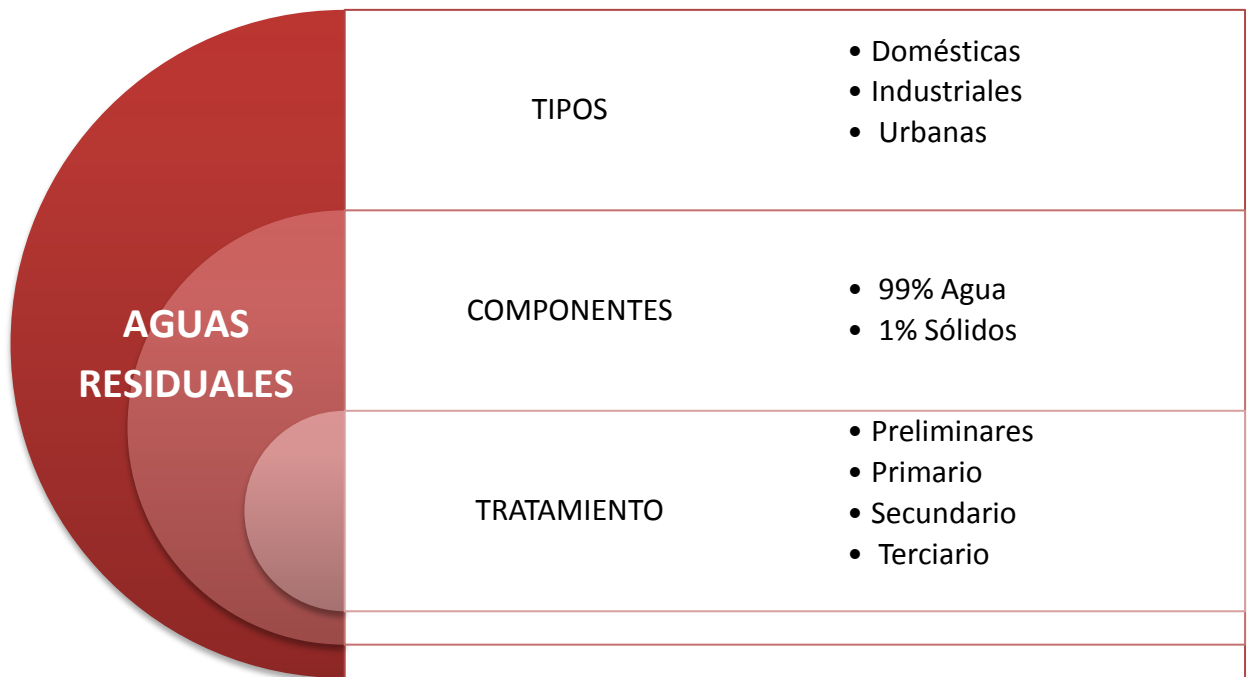 AGUAS
RESIDUALES
TIPOS
• Domésticas
• Industriales
• Urbanas
COMPONENTES
• 99% Agua
• 1% Sólidos
TRATAMIENTO
• Preliminares
• Primario
• Secundario
• Terciario